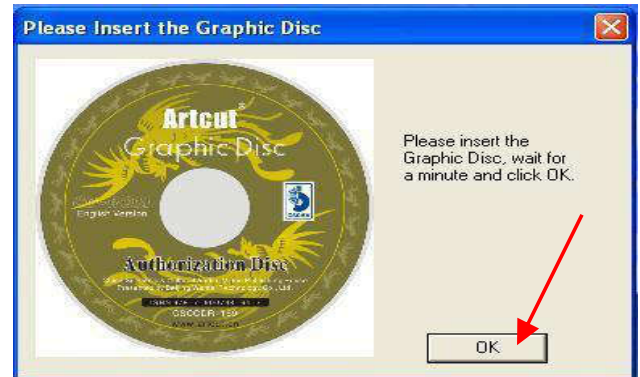 Please Insert the Graphic Disc
Artcut
Graphic Disc
English Version
Authorization Disc
Please insert the
Graphic Disc, wait for
a minute and click OK.
OK